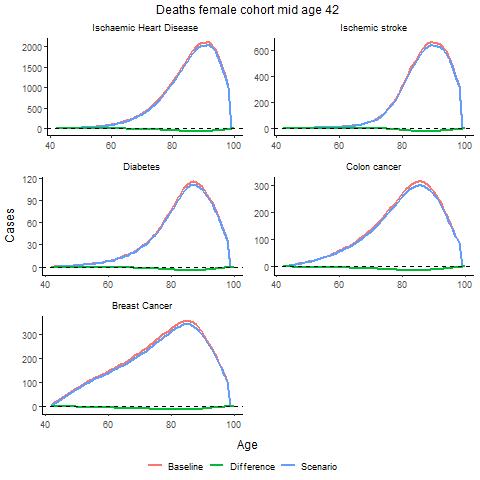 Deaths female cohort mid age 42
Ischaemic Heart Disease
Ischemic stroke
2000
1500
1000
500
0
40 60 80 100
600
400
200
0
40 60 80 100
Diabetes
Colon cancer
120
90
60
30
0
40 60 80 100
300
200
100
0
40 60 80 100
Cases
Breast Cancer
300
200
100
0
40 60 80 100
Age
Baseline Difference Scenario